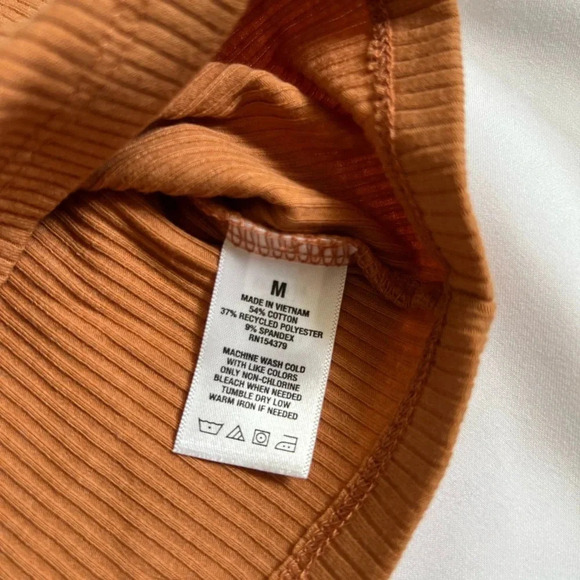 M
MADE IN VIETNAM
54% COTTON
37% RECYCLED POLYESTER
9% SPANDEX
RN154379
MACHINE WASH COLD
WITH LIKE COLORS
ONLY NON-CHLORINE
BLEACH WHEN NEEDED
TUMBLE DRY LOW
WARM IRON IF NEEDED